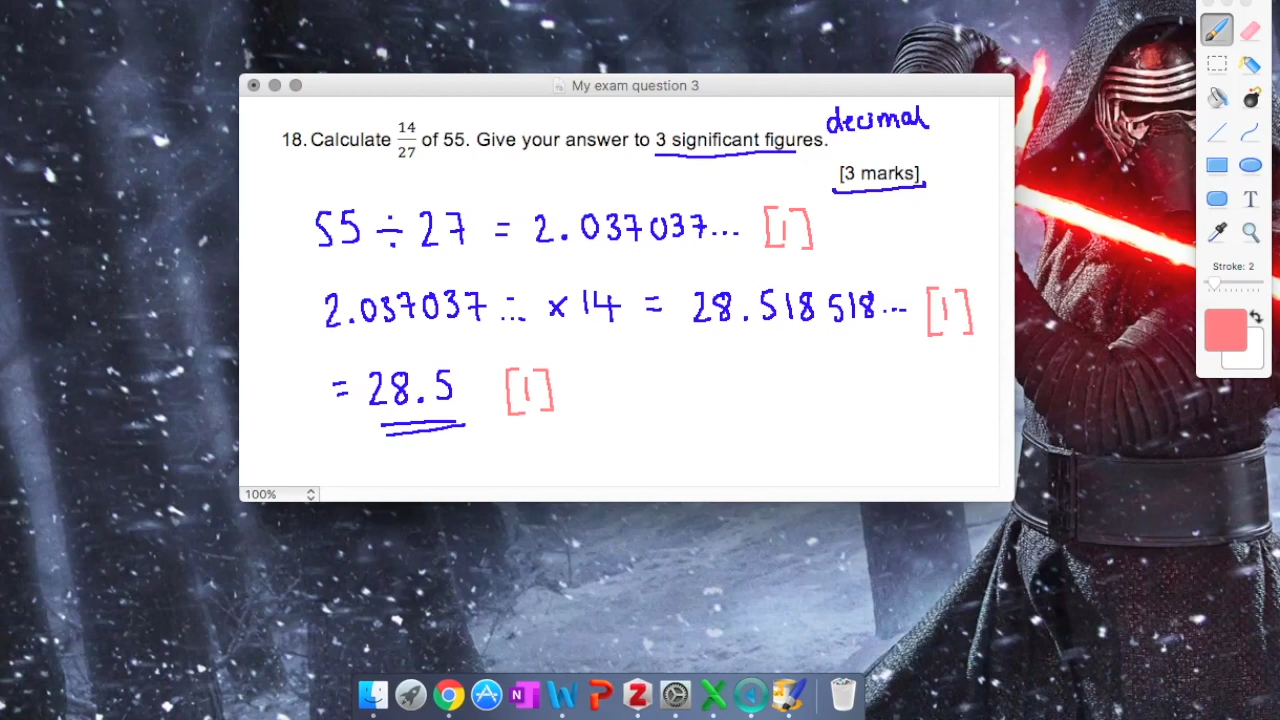 My exam question 3
decimal
18. Calculate 14/27 of 55. Give your answer to 3 significant figures.
[3 marks]
55 ÷ 27 = 2.037037... [1]
2.037037... × 14 = 28.518518... [1]
= 28.5 [1]
100%
Stroke: 2